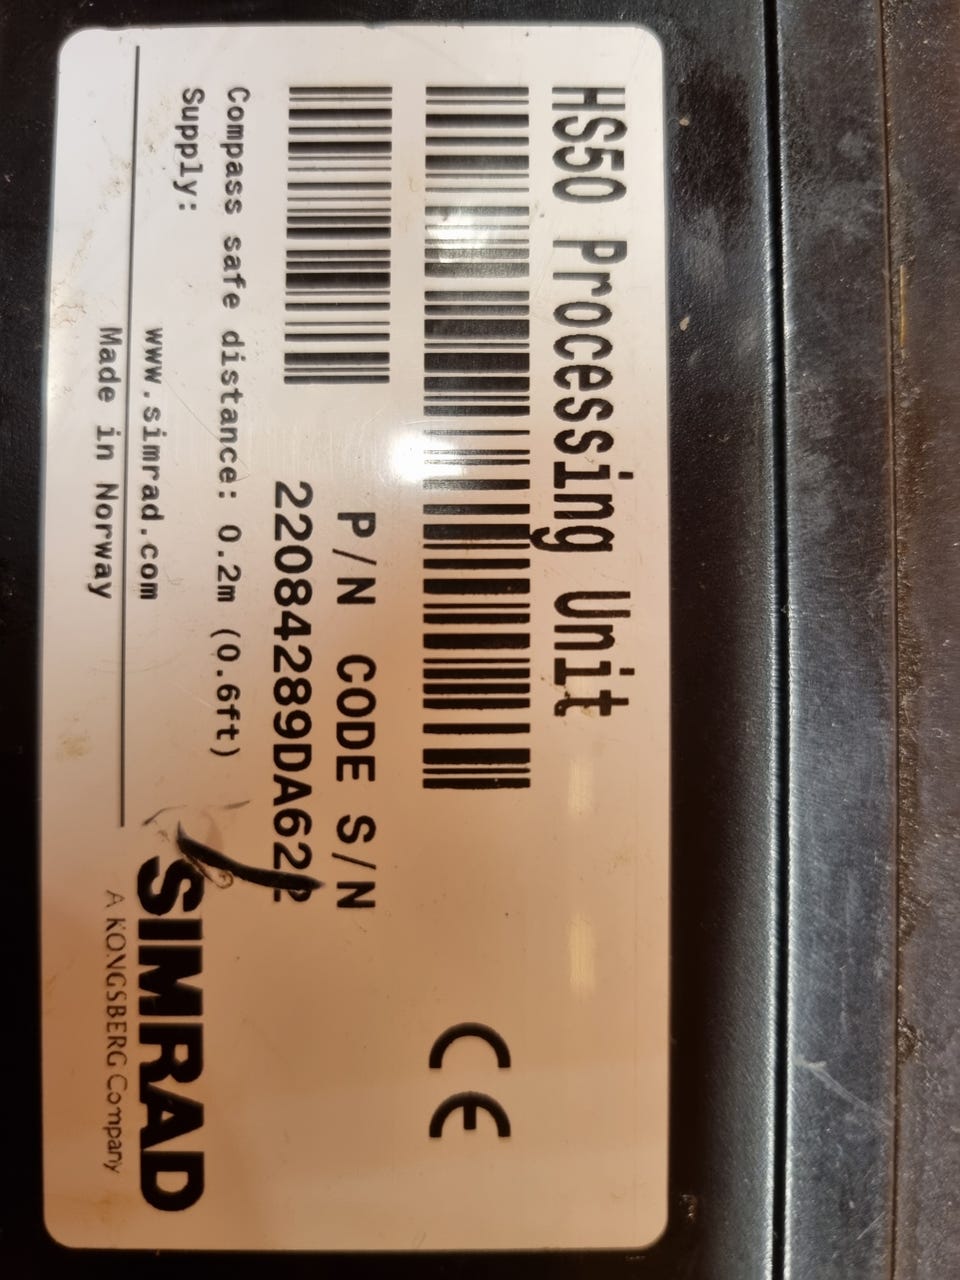 HS50 Processing Unit
CE
P/N CODE S/N
22084289DA622
Compass safe distance: 0.2m (0.6ft)
Supply:
www.simrad.com
Made in Norway
SIMRAD
A KONGSBERG Company